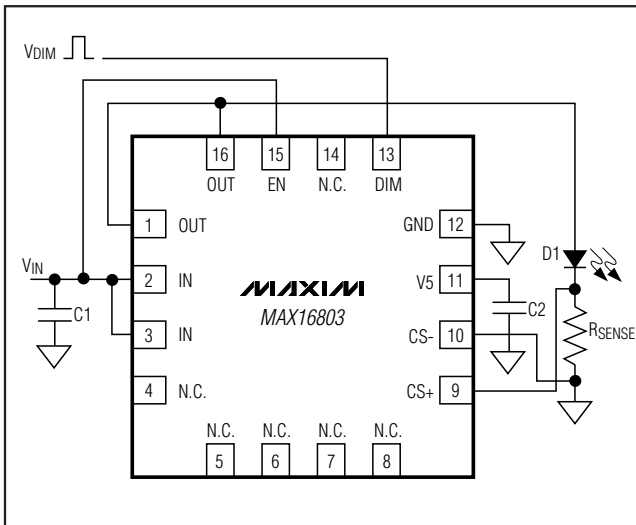 VDIM
16 15 14 13
OUT EN N.C. DIM
1 OUT
GND 12
D1
VIN
2 IN
V5 11
MAXIM
MAX16803
C1
C2
3 IN
CS- 10
RSENSE
4 N.C.
CS+ 9
N.C. N.C. N.C. N.C.
5 6 7 8